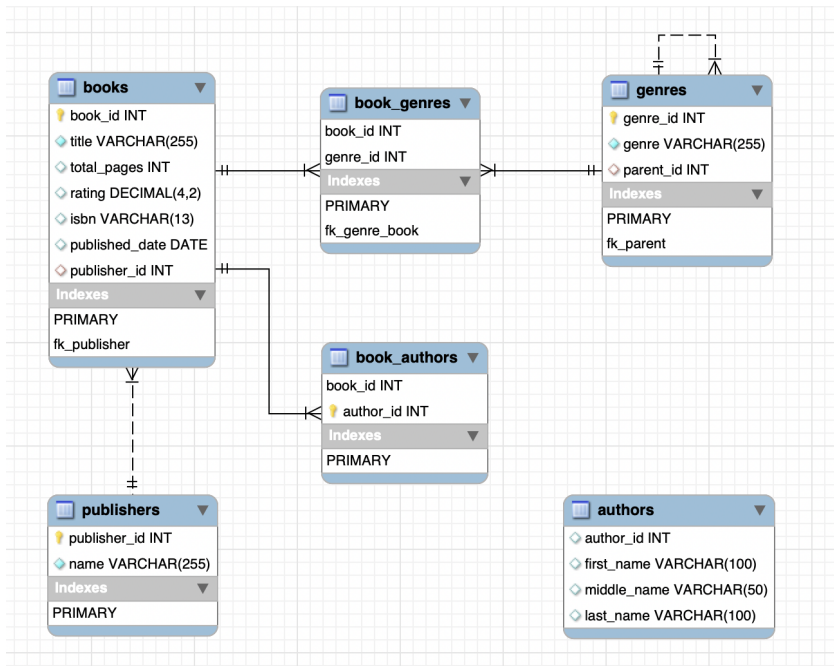 books
book_id INT
title VARCHAR(255)
total_pages INT
rating DECIMAL(4,2)
isbn VARCHAR(13)
published_date DATE
publisher_id INT
Indexes
PRIMARY
fk_publisher
book_genres
book_id INT
genre_id INT
Indexes
PRIMARY
fk_genre_book
genres
genre_id INT
genre VARCHAR(255)
parent_id INT
Indexes
PRIMARY
fk_parent
book_authors
book_id INT
author_id INT
Indexes
PRIMARY
publishers
publisher_id INT
name VARCHAR(255)
Indexes
PRIMARY
authors
author_id INT
first_name VARCHAR(100)
middle_name VARCHAR(50)
last_name VARCHAR(100)